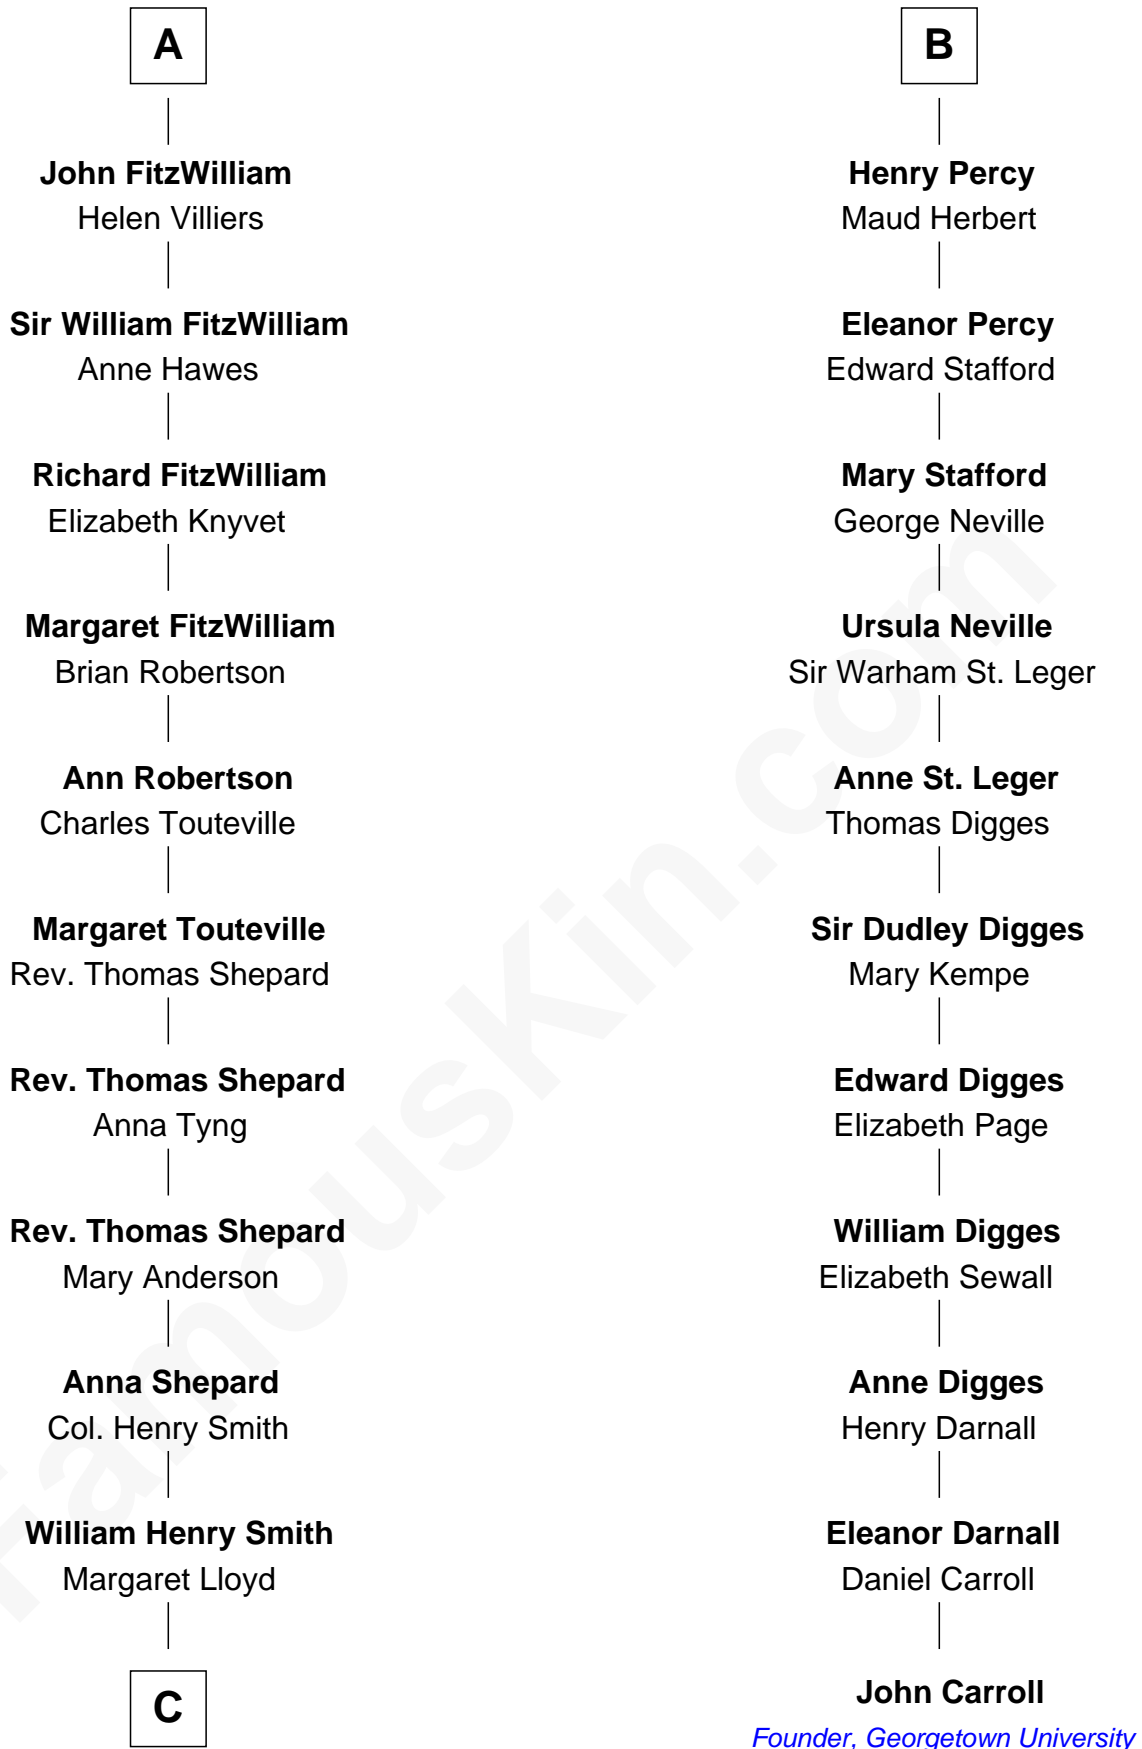 A
John FitzWilliam
Helen Villiers
Sir William FitzWilliam
Anne Hawes
Richard FitzWilliam
Elizabeth Knyvet
Margaret FitzWilliam
Brian Robertson
Ann Robertson
Charles Touteville
Margaret Touteville
Rev. Thomas Shepard
Rev. Thomas Shepard
Anna Tyng
Rev. Thomas Shepard
Mary Anderson
Anna Shepard
Col. Henry Smith
William Henry Smith
Margaret Lloyd
C
B
Henry Percy
Maud Herbert
Eleanor Percy
Edward Stafford
Mary Stafford
George Neville
Ursula Neville
Sir Warham St. Leger
Anne St. Leger
Thomas Digges
Sir Dudley Digges
Mary Kempe
Edward Digges
Elizabeth Page
William Digges
Elizabeth Sewall
Anne Digges
Henry Darnall
Eleanor Darnall
Daniel Carroll
John Carroll
Founder, Georgetown University
FamousKin.com